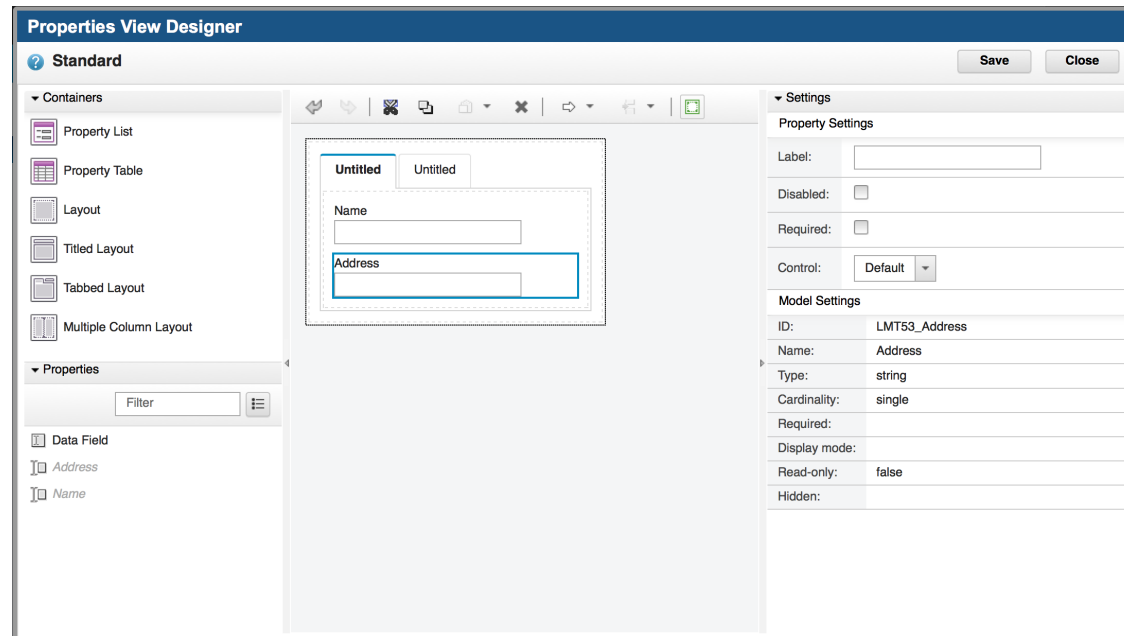 Properties View Designer
Standard
Save
Close
Containers
Property List
Property Table
Layout
Titled Layout
Tabbed Layout
Multiple Column Layout
Properties
Filter
Data Field
Address
Name
Untitled
Untitled
Name
Address
Settings
Property Settings
Label:
Disabled:
Required:
Control:
Default
Model Settings
ID: LMT53_Address
Name: Address
Type: string
Cardinality: single
Required:
Display mode:
Read-only: false
Hidden: